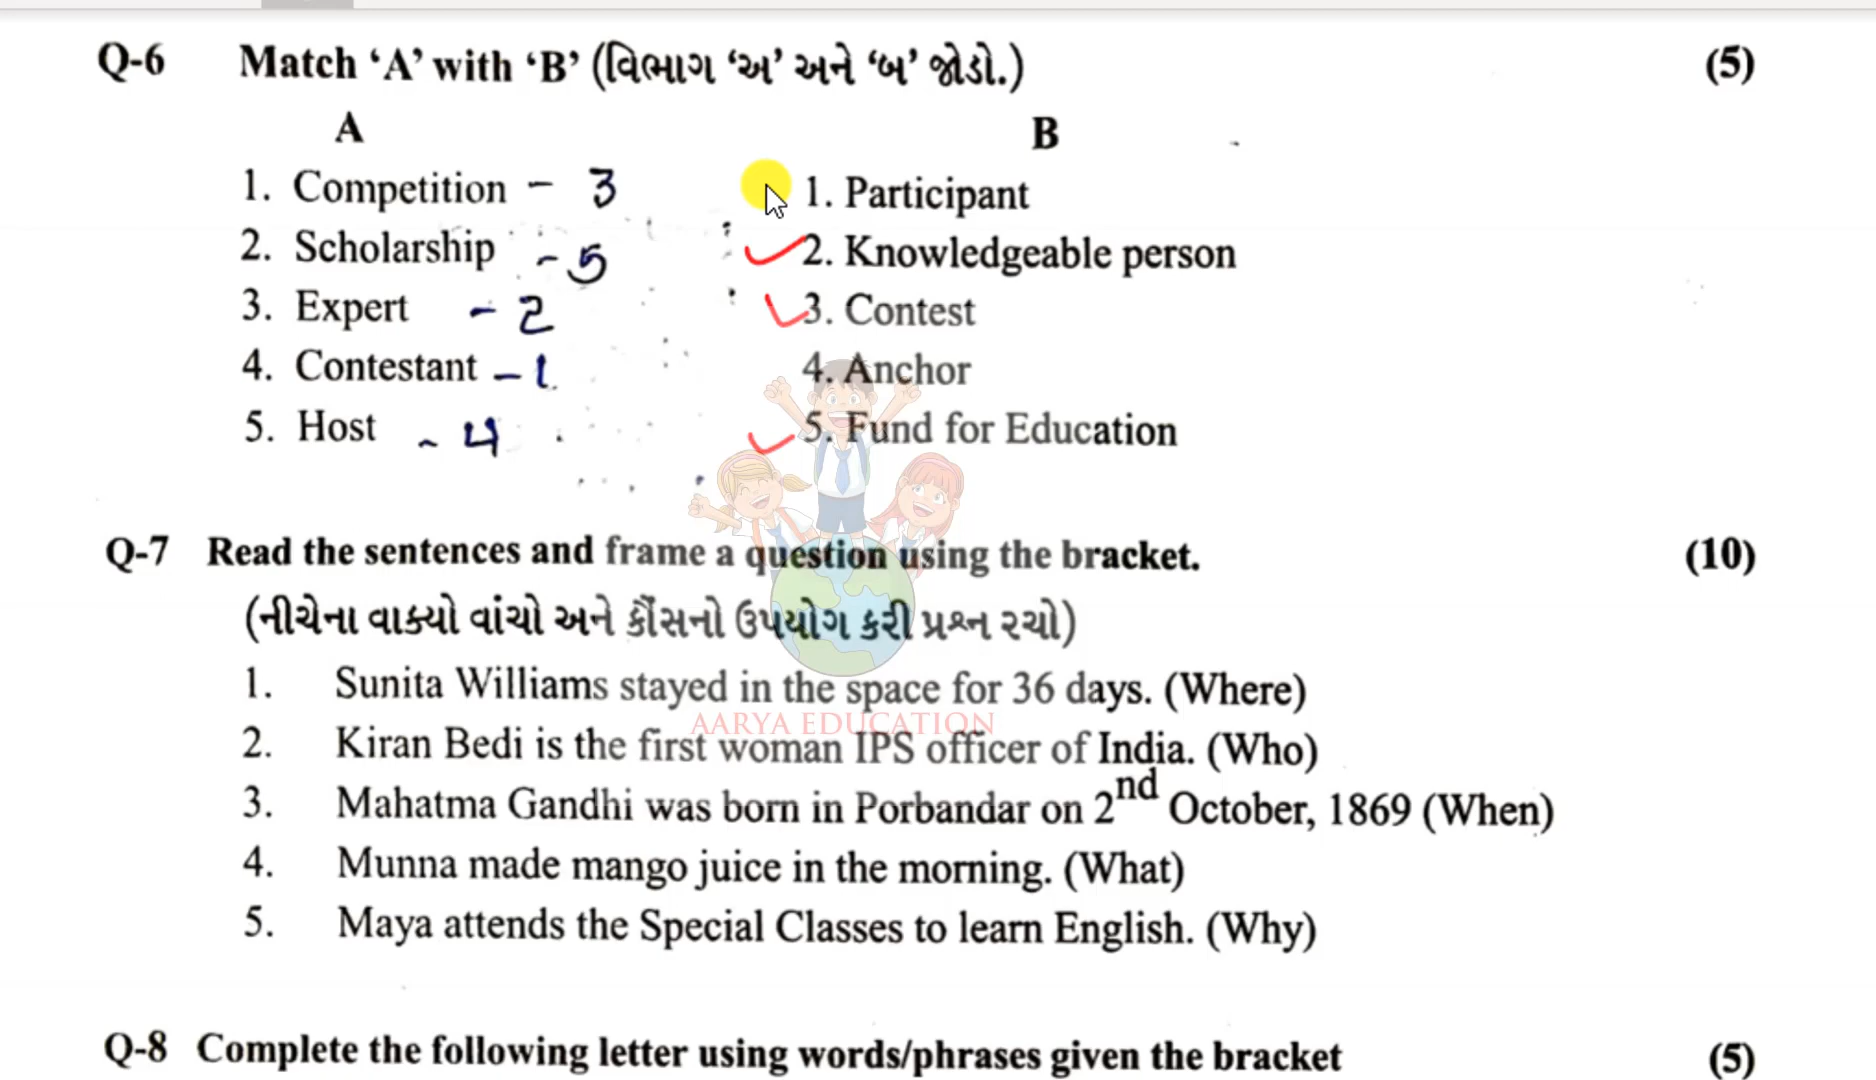 Q-6 Match ‘A’ with ‘B’ (વિભાગ ‘અ’ અને ‘બ’ જોડો.) (5)
A B
1. Competition – 3 1. Participant
2. Scholarship – 5 2. Knowledgeable person
3. Expert – 2 3. Contest
4. Contestant – 1. 4. Anchor
5. Host – 4 5. Fund for Education
Q-7 Read the sentences and frame a question using the bracket. (10)
(નીચેના વાક્યો વાંચો અને કૌંસનો ઉપયોગ કરી પ્રશ્ન રચો)
1. Sunita Williams stayed in the space for 36 days. (Where)
AARYA EDUCATION
2. Kiran Bedi is the first woman IPS officer of India. (Who)
3. Mahatma Gandhi was born in Porbandar on 2nd October, 1869 (When)
4. Munna made mango juice in the morning. (What)
5. Maya attends the Special Classes to learn English. (Why)
Q-8 Complete the following letter using words/phrases given the bracket (5)